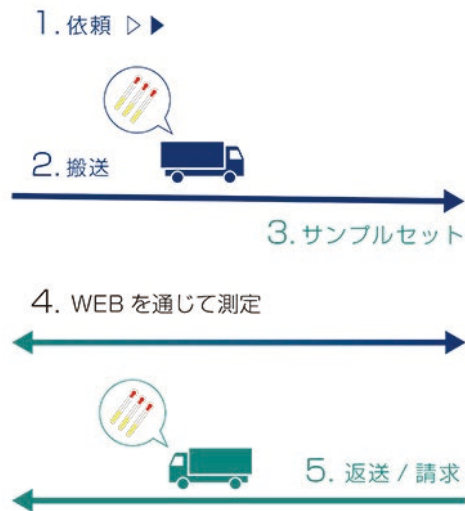 1. 依頼 ▷▶
2. 搬送
3. サンプルセット
4. WEB を通じて測定
5. 返送 / 請求